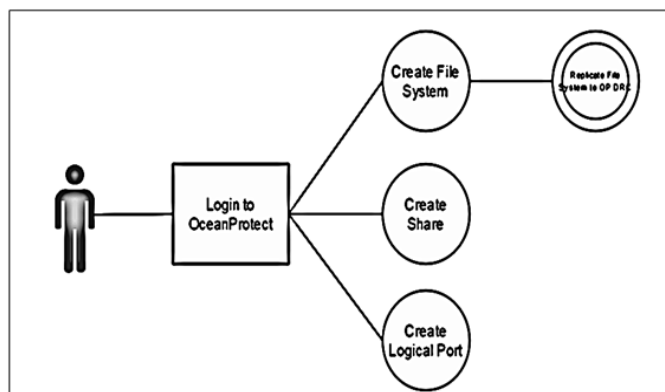 Create File
System
Replicate File
System to OP DRC
Login to
OceanProtect
Create
Share
Create
Logical Port